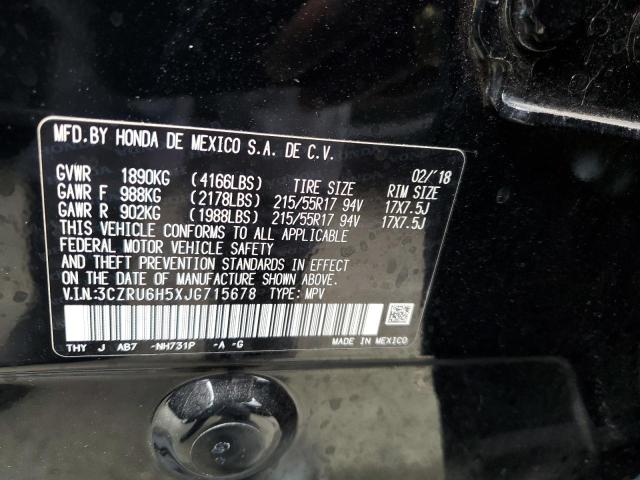 MFD.BY HONDA DE MEXICO S.A. DE C.V.
02/'18
GVWR 1890KG (4166LBS) TIRE SIZE RIM SIZE
GAWR F 988KG (2178LBS) 215/55R17 94V 17X7.5J
GAWR R 902KG (1988LBS) 215/55R17 94V 17X7.5J
THIS VEHICLE CONFORMS TO ALL APPLICABLE
FEDERAL MOTOR VEHICLE SAFETY
AND THEFT PREVENTION STANDARDS IN EFFECT
ON THE DATE OF MANUFACTURE SHOWN ABOVE.
V.I.N.:3CZRU6H5XJG715678 TYPE: MPV
THY J AB7 -NH731P -A -G MADE IN MEXICO